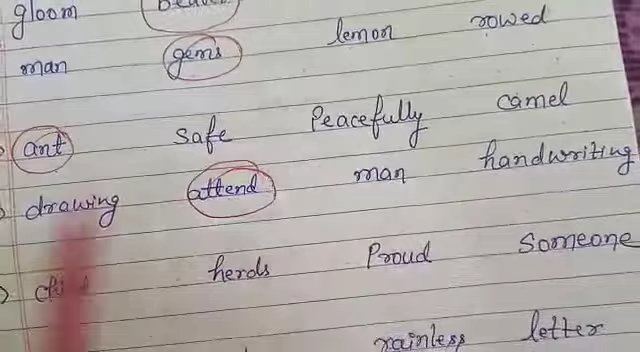 gloom
man gems lemon rowed
ant safe Peacefully camel
drawing attend man handwriting
herds Proud Someone
rainless letter